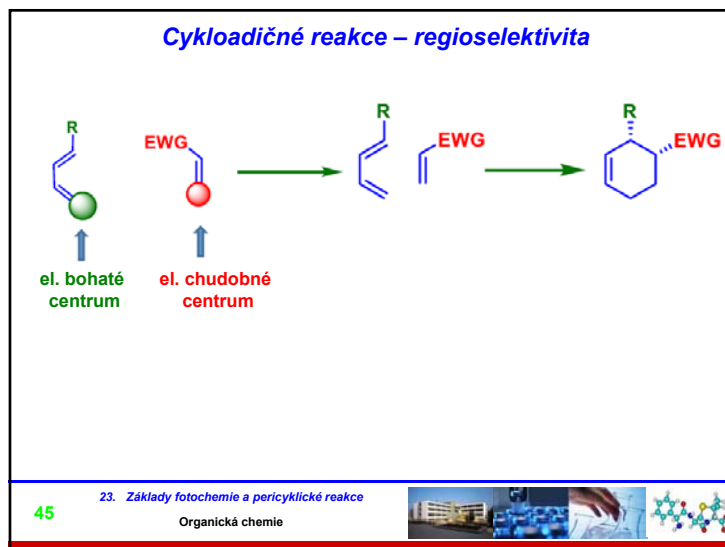 Cykloadičné reakce – regioselektivita
R
EWG
R
EWG
R
EWG
el. bohaté
centrum
el. chudobné
centrum
45
23. Základy fotochemie a pericyklické reakce
Organická chemie